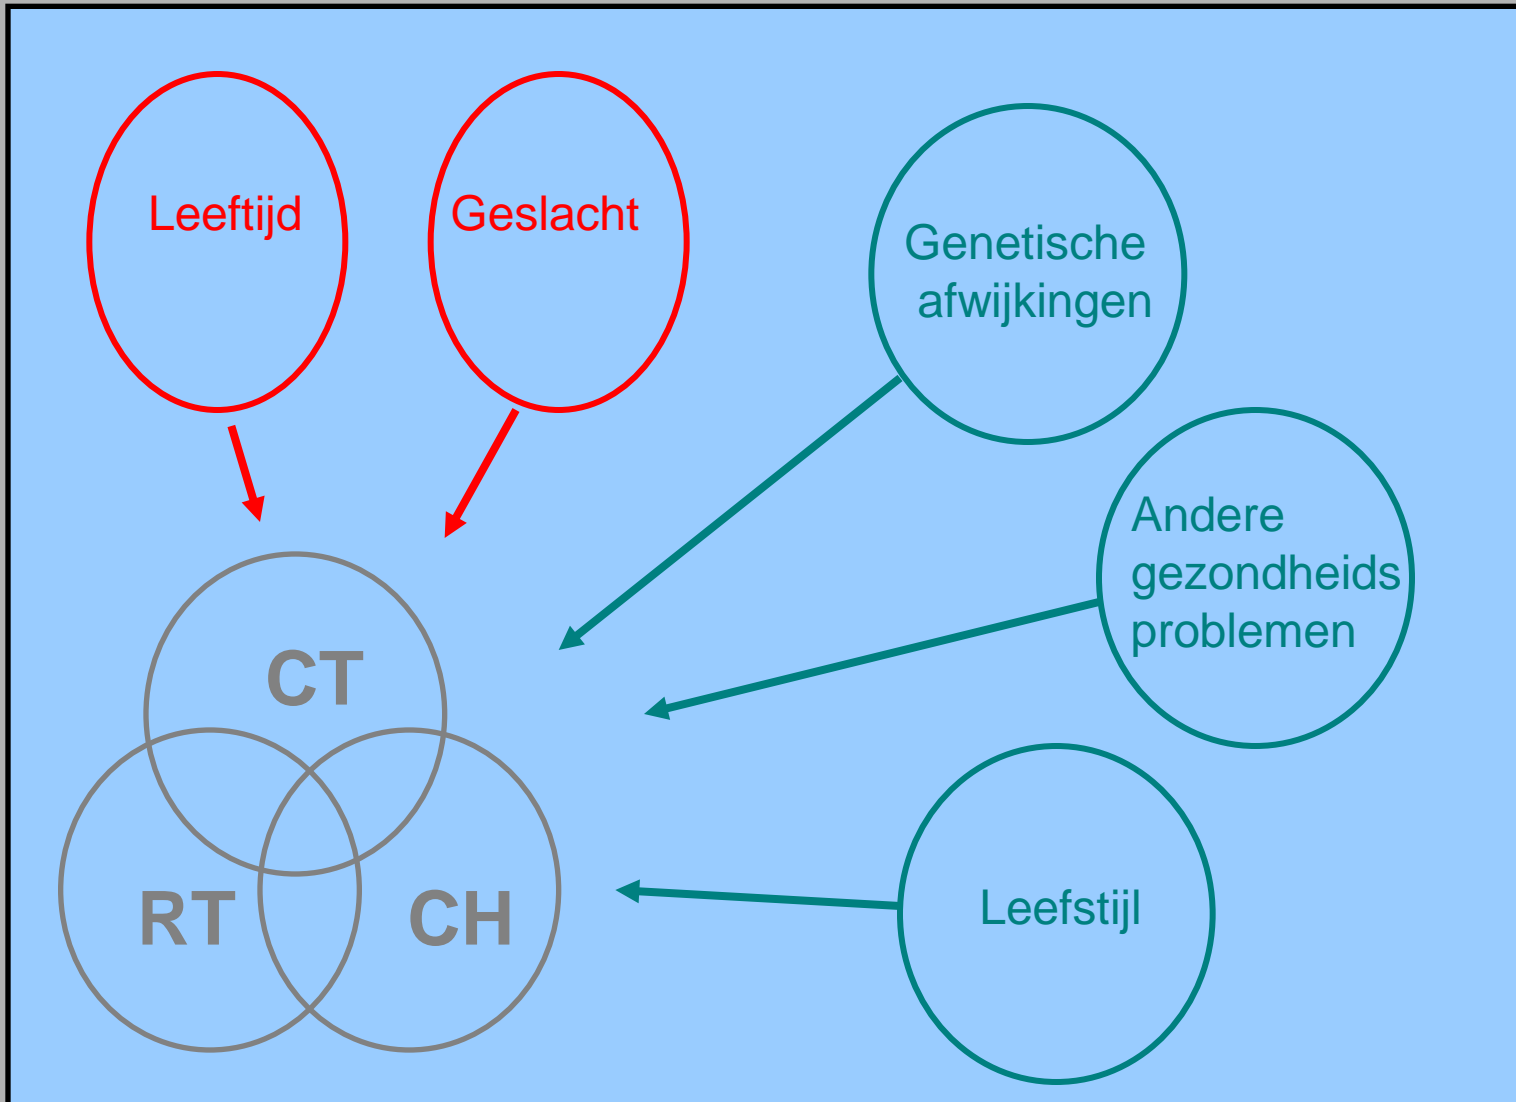 Leeftijd
Geslacht
Genetische
afwijkingen
Andere
gezondheids
problemen
CT
RT
CH
Leefstijl